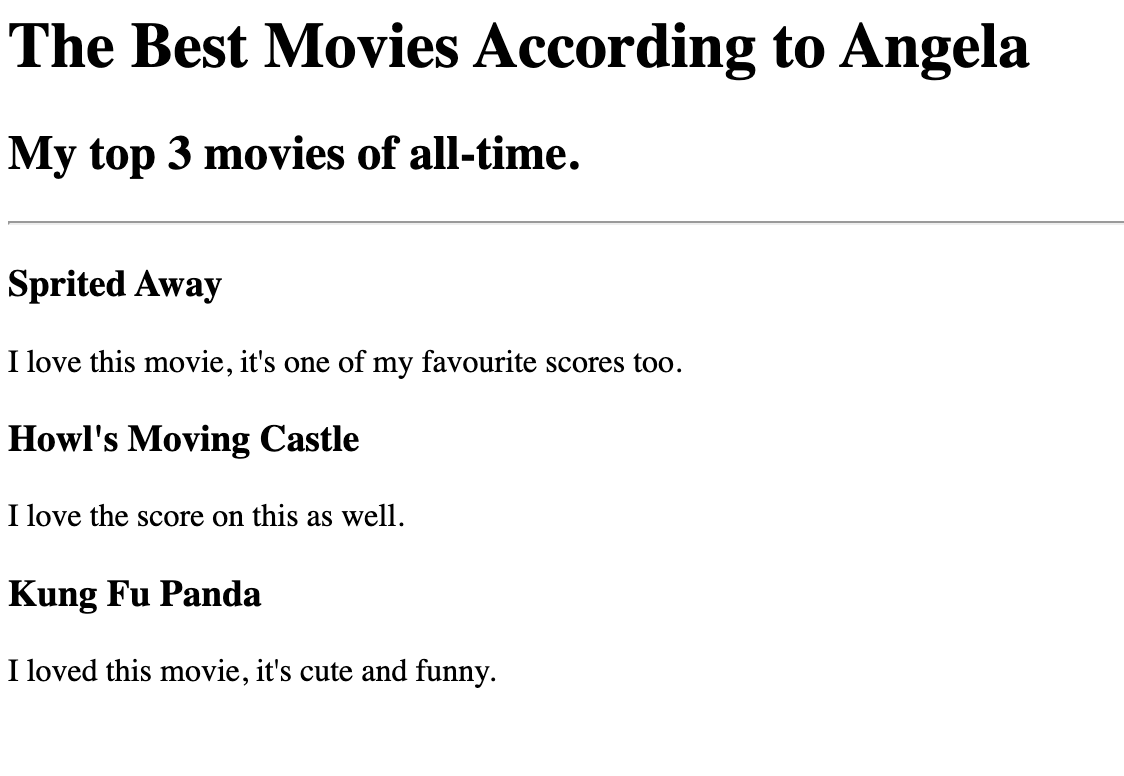 The Best Movies According to Angela
My top 3 movies of all-time.
Sprited Away
I love this movie, it's one of my favourite scores too.
Howl's Moving Castle
I love the score on this as well.
Kung Fu Panda
I loved this movie, it's cute and funny.